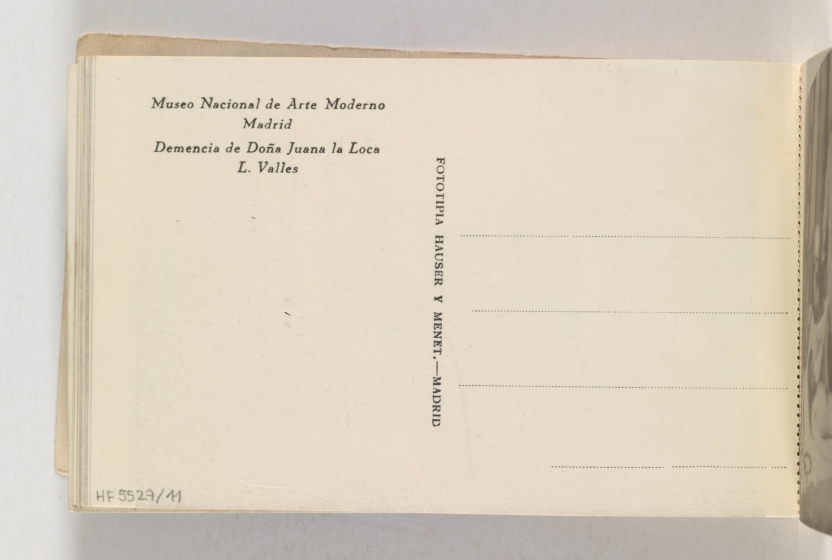 Museo Nacional de Arte Moderno
Madrid
Demencia de Doña Juana la Loca
L. Valles
FOTOTIPIA HAUSER Y MENET.—MADRID
HF 5527/11